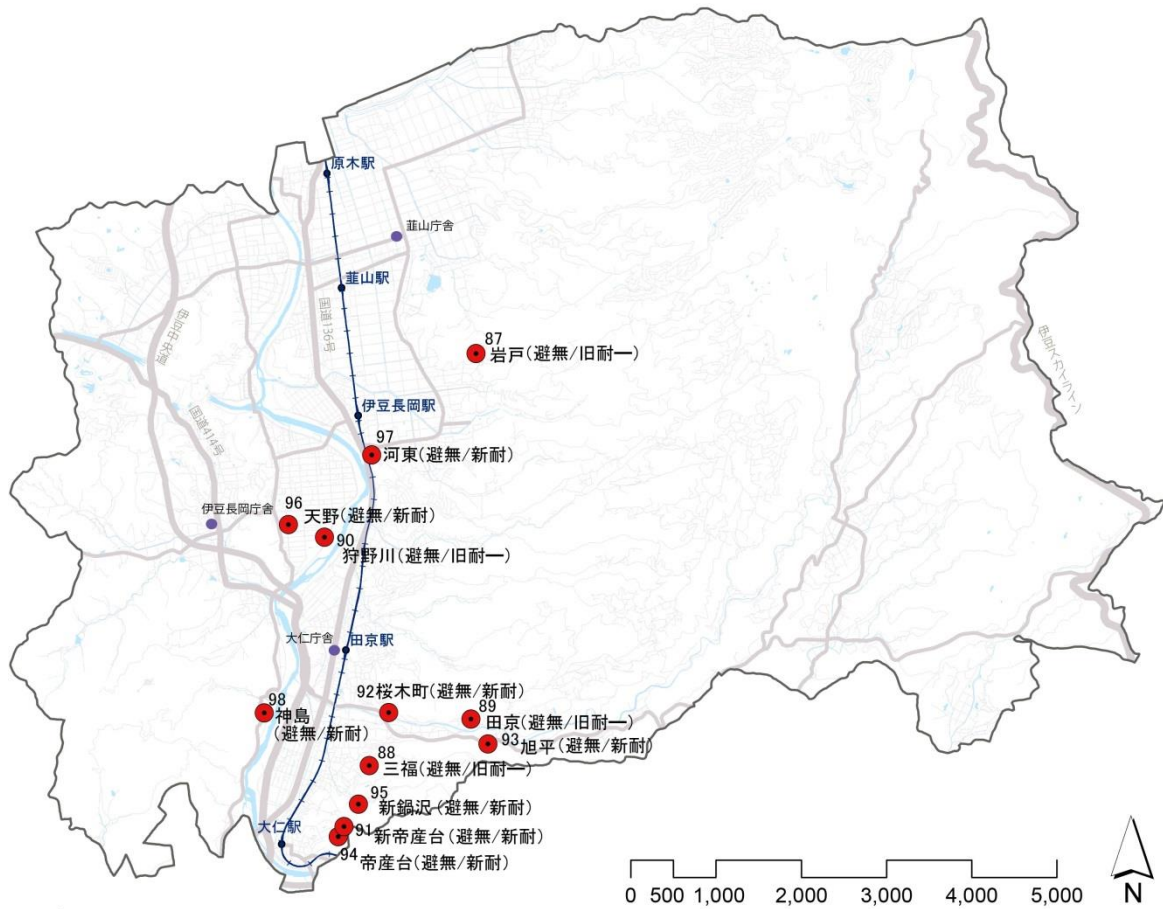 原木駅
韮山庁舎
韮山駅
国道136号
伊豆中央道
伊豆スカイライン
87
岩戸(避無/旧耐一)
国道414号
伊豆長岡駅
97
河東(避無/新耐)
伊豆長岡庁舎
96
天野(避無/新耐)
90
狩野川(避無/旧耐一)
大仁庁舎
田京駅
98
神島
(避無/新耐)
92桜木町(避無/新耐)
89
田京(避無/旧耐一)
93 旭平(避無/新耐)
88
三福(避無/旧耐一)
95
新鍋沢(避無/新耐)
大仁駅
91
新帝産台(避無/新耐)
94 帝産台(避無/新耐)
0 500 1,000 2,000 3,000 4,000 5,000
N